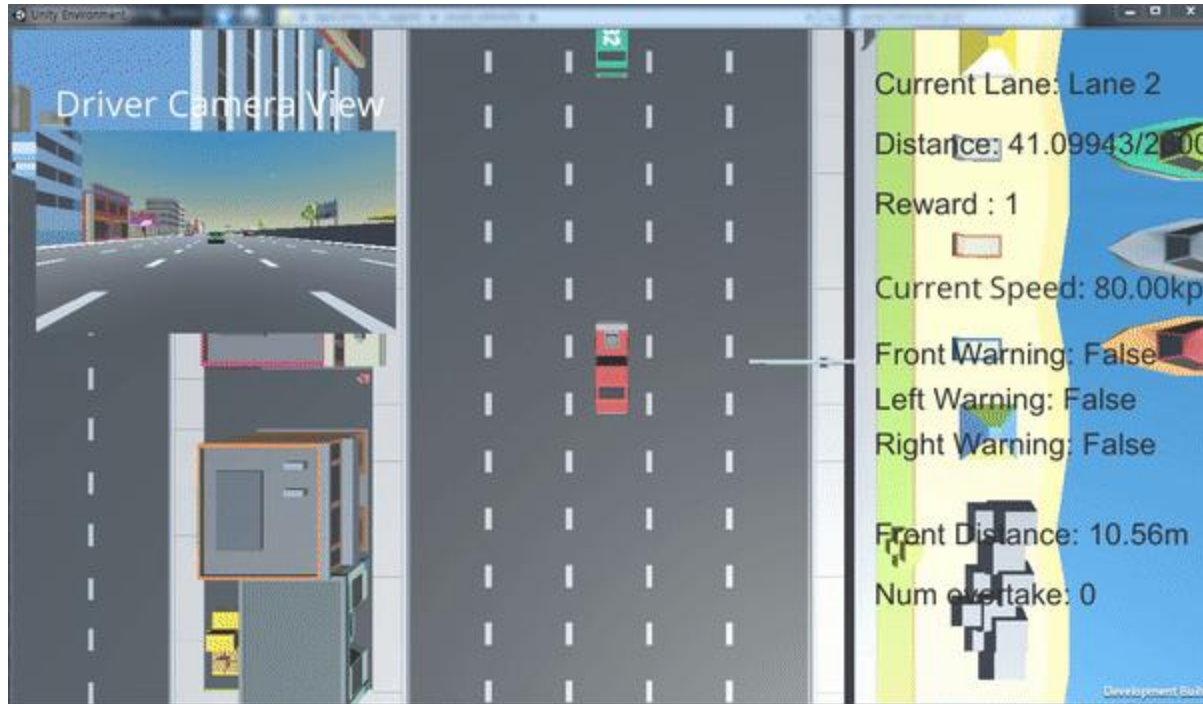 Unity Environment
Driver Camera View
Current Lane: Lane 2
Distance: 41.09943/2
Reward : 1
Current Speed: 80.00kp
Front Warning: False
Left Warning: False
Right Warning: False
Front Distance: 10.56m
Num overtake: 0
Development Buil